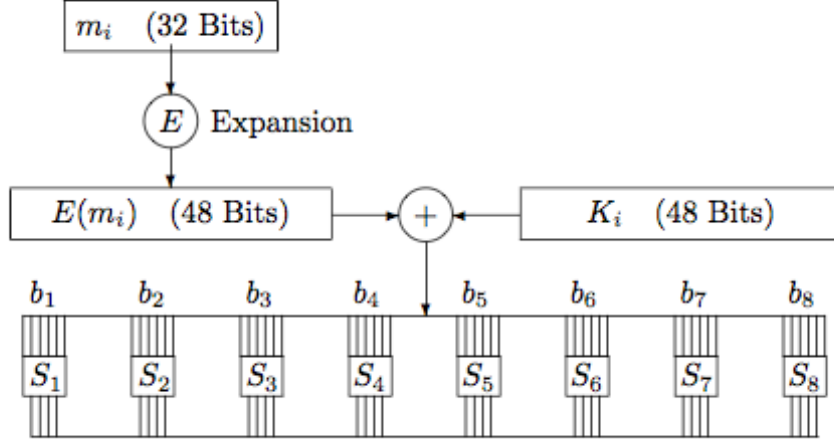 m_i (32 Bits)
E Expansion
E(m_i) (48 Bits) + K_i (48 Bits)
b_1 b_2 b_3 b_4 b_5 b_6 b_7 b_8
S_1 S_2 S_3 S_4 S_5 S_6 S_7 S_8